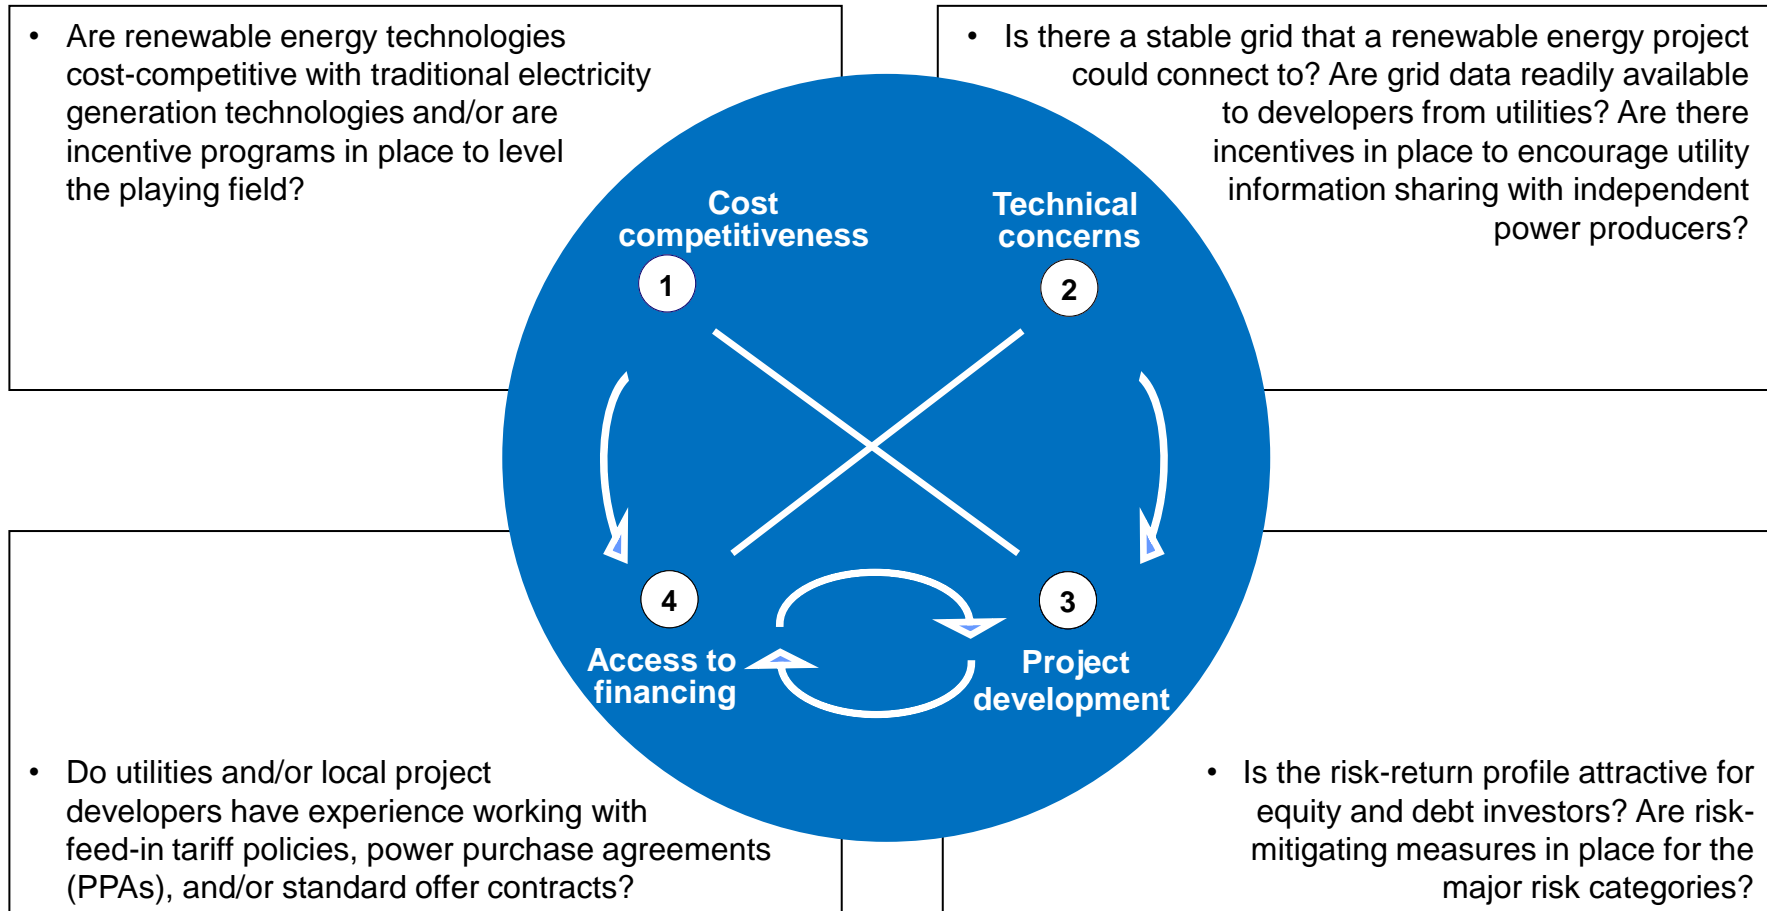 • Are renewable energy technologies
cost-competitive with traditional electricity
generation technologies and/or are
incentive programs in place to level
the playing field?
• Is there a stable grid that a renewable energy project
could connect to? Are grid data readily available
to developers from utilities? Are there
incentives in place to encourage utility
information sharing with independent
power producers?
Cost
competitiveness
1
Technical
concerns
2
4
Access to
financing
3
Project
development
• Do utilities and/or local project
developers have experience working with
feed-in tariff policies, power purchase agreements
(PPAs), and/or standard offer contracts?
• Is the risk-return profile attractive for
equity and debt investors? Are risk-
mitigating measures in place for the
major risk categories?